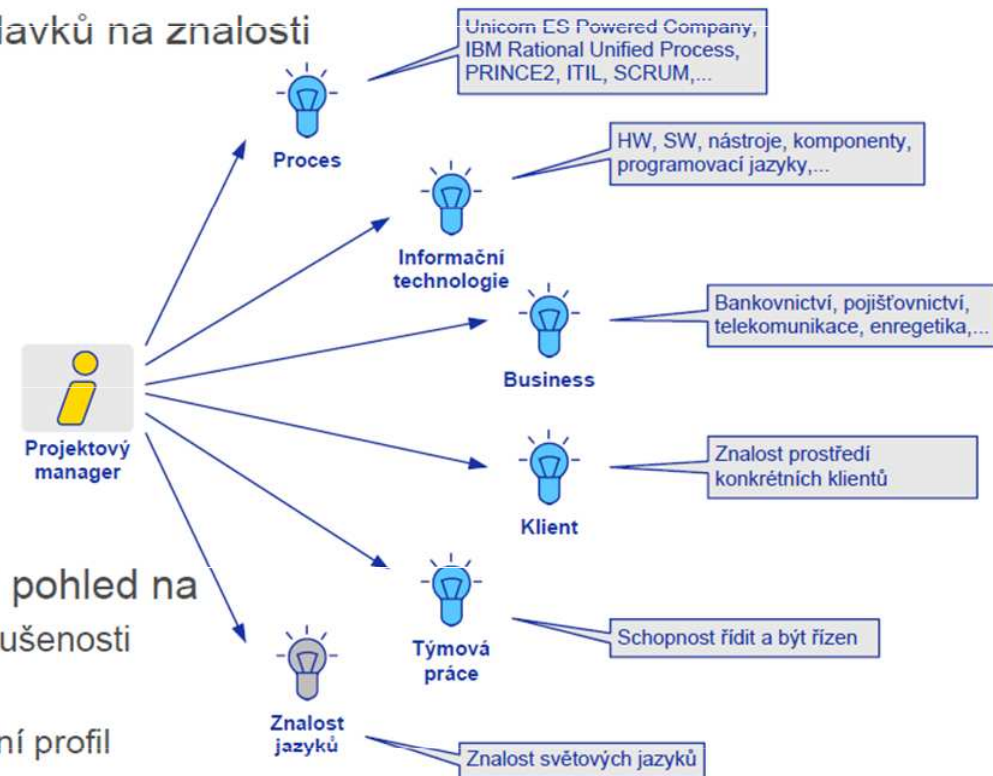 lavků na znalosti
Unicorn ES Powered Company,
IBM Rational Unified Process,
PRINCE2, ITIL, SCRUM,...
Proces
HW, SW, nástroje, komponenty,
programovací jazyky,...
Informační
technologie
Bankovnictví, pojišťovnictví,
telekomunikace, enregetika,...
Business
Projektový
manager
Znalost prostředí
konkrétních klientů
Klient
pohled na
ušenosti
Týmová
práce
Schopnost řídit a být řízen
Znalost
jazyků
ní profil
Znalost světových jazyků